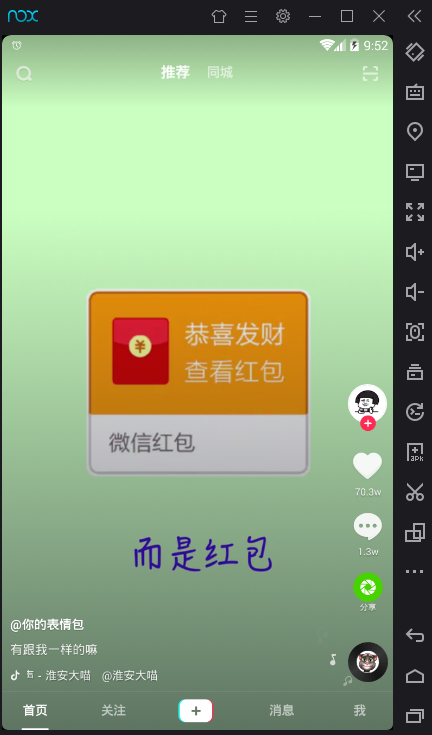 nox
9:52
推荐 同城
恭喜发财
查看红包
微信红包
而是红包
70.3w
1.3w
分享
@你的表情包
有跟我一样的嘛
- 淮安大喵 @淮安大喵
首页 关注 消息 我
3Pk